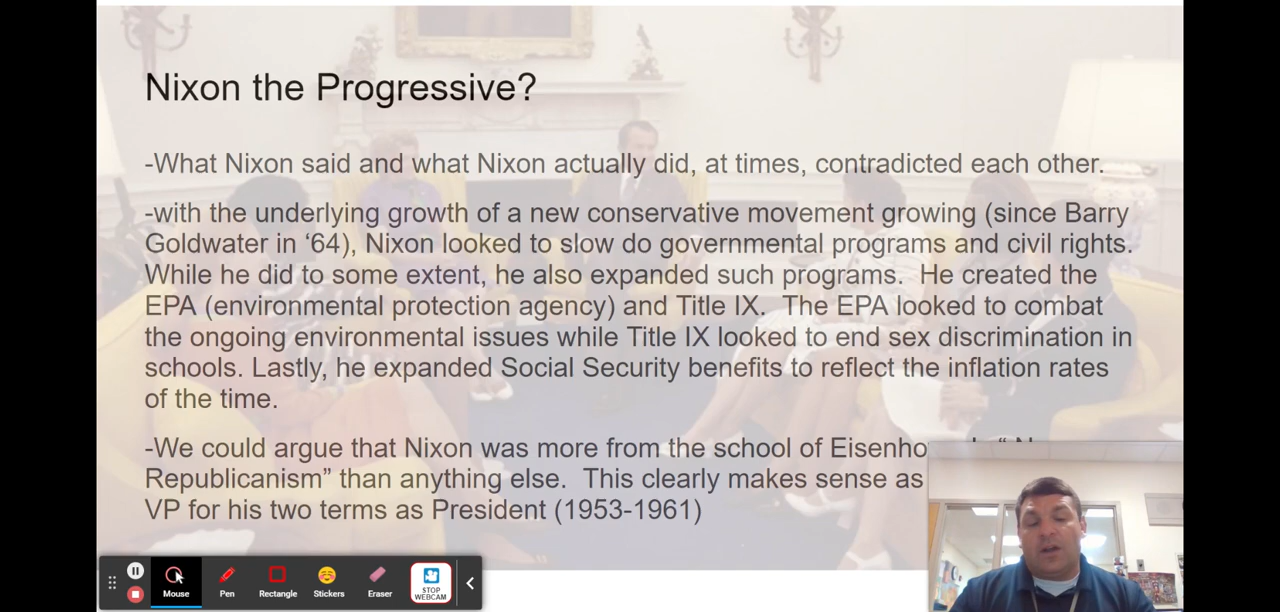 Nixon the Progressive?
-What Nixon said and what Nixon actually did, at times, contradicted each other.
-with the underlying growth of a new conservative movement growing (since Barry
Goldwater in ‘64), Nixon looked to slow do governmental programs and civil rights.
While he did to some extent, he also expanded such programs.  He created the
EPA (environmental protection agency) and Title IX.  The EPA looked to combat
the ongoing environmental issues while Title IX looked to end sex discrimination in
schools. Lastly, he expanded Social Security benefits to reflect the inflation rates
of the time.
-We could argue that Nixon was more from the school of
Republicanism” than anything else.  This clearly makes sense as
VP for his two terms as President (1953-1961)
Mouse
Pen
Rectangle
Stickers
Eraser
STOP
WEBCAM